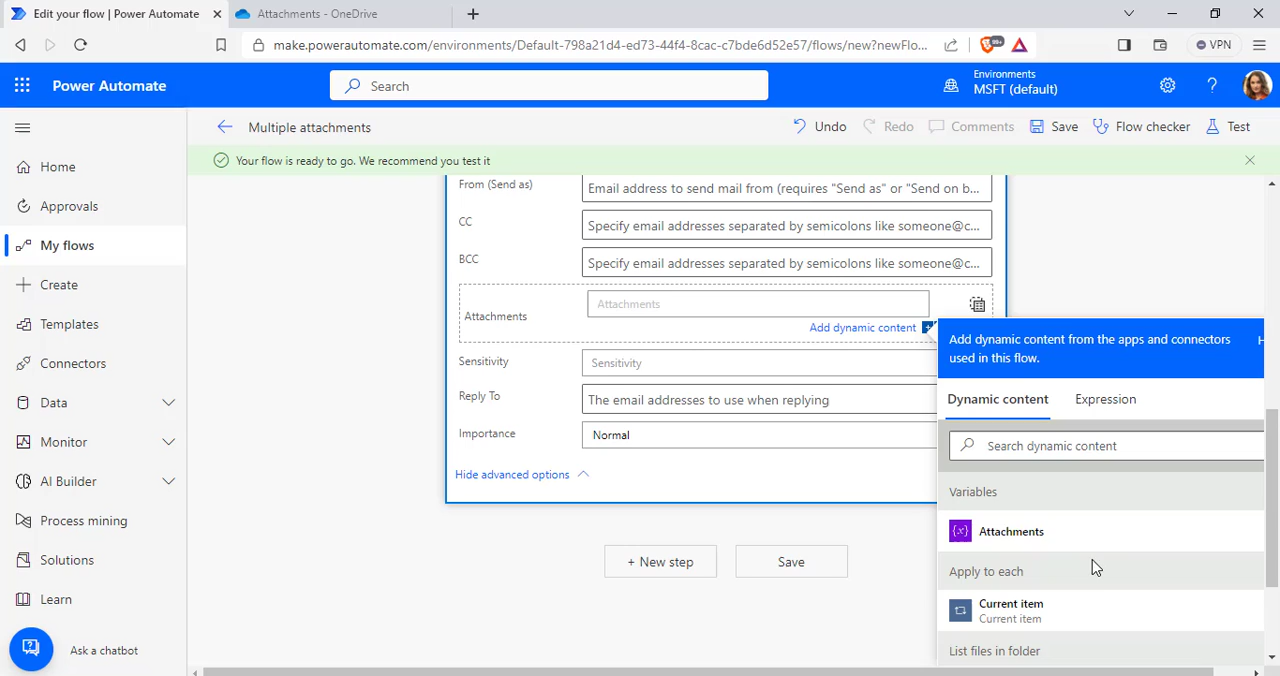 Edit your flow | Power Automate
Attachments - OneDrive
make.powerautomate.com/environments/Default-798a21d4-ed73-44f4-8cac-c7bde6d52e57/flows/new?newFlo...
99+
VPN
Power Automate
Search
Environments
MSFT (default)
Multiple attachments
Undo
Redo
Comments
Save
Flow checker
Test
Your flow is ready to go. We recommend you test it
Home
Approvals
My flows
Create
Templates
Connectors
Data
Monitor
AI Builder
Process mining
Solutions
Learn
Ask a chatbot
From (Send as)
Email address to send mail from (requires "Send as" or "Send on b...
CC
Specify email addresses separated by semicolons like someone@c...
BCC
Specify email addresses separated by semicolons like someone@c...
Attachments
Attachments
Add dynamic content
Sensitivity
Sensitivity
Reply To
The email addresses to use when replying
Importance
Normal
Hide advanced options
+ New step
Save
Add dynamic content from the apps and connectors
used in this flow.
H
Dynamic content
Expression
Search dynamic content
Variables
{x}
Attachments
Apply to each
Current item
Current item
List files in folder